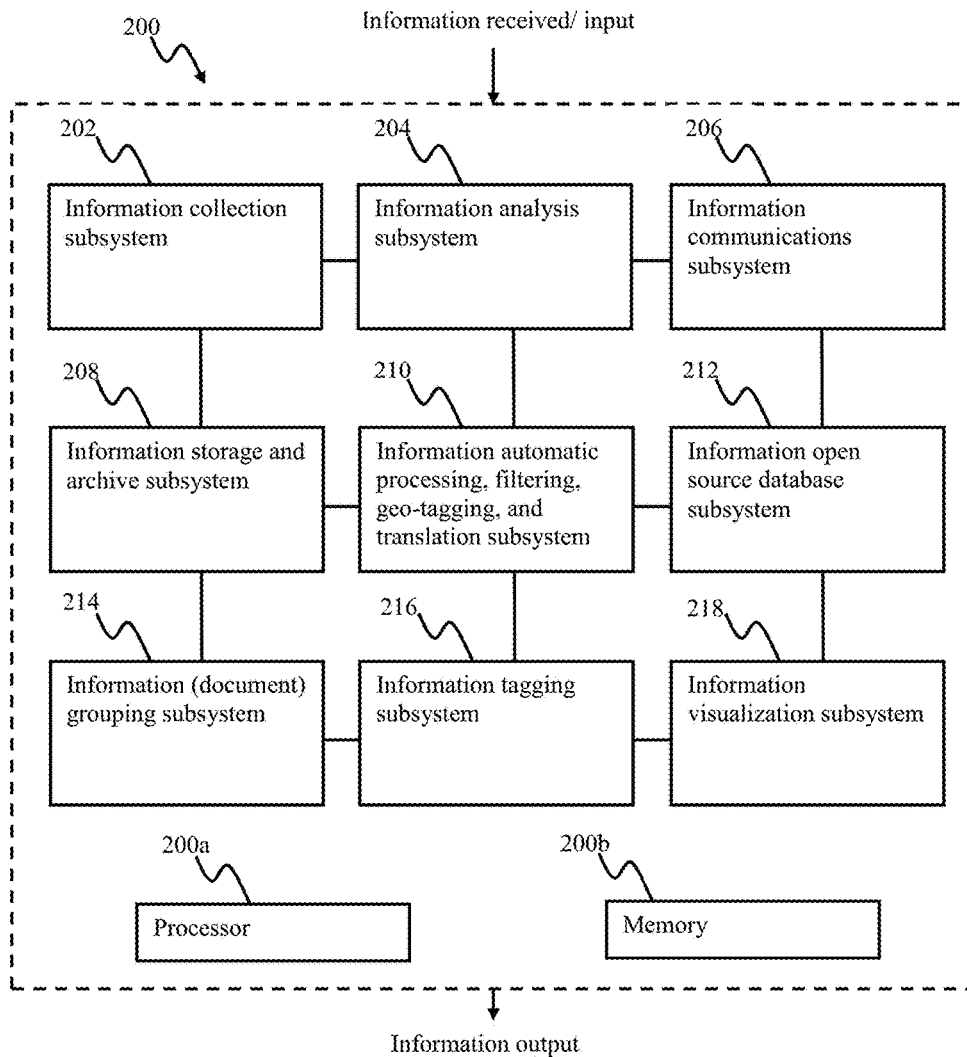 200
Information received/ input
202
204
206
Information collection
subsystem
Information analysis
subsystem
Information
communications
subsystem
208
210
212
Information storage and
archive subsystem
Information automatic
processing, filtering,
geo-tagging, and
translation subsystem
Information open
source database
subsystem
214
216
218
Information (document)
grouping subsystem
Information tagging
subsystem
Information
visualization subsystem
200a
200b
Processor
Memory
Information output